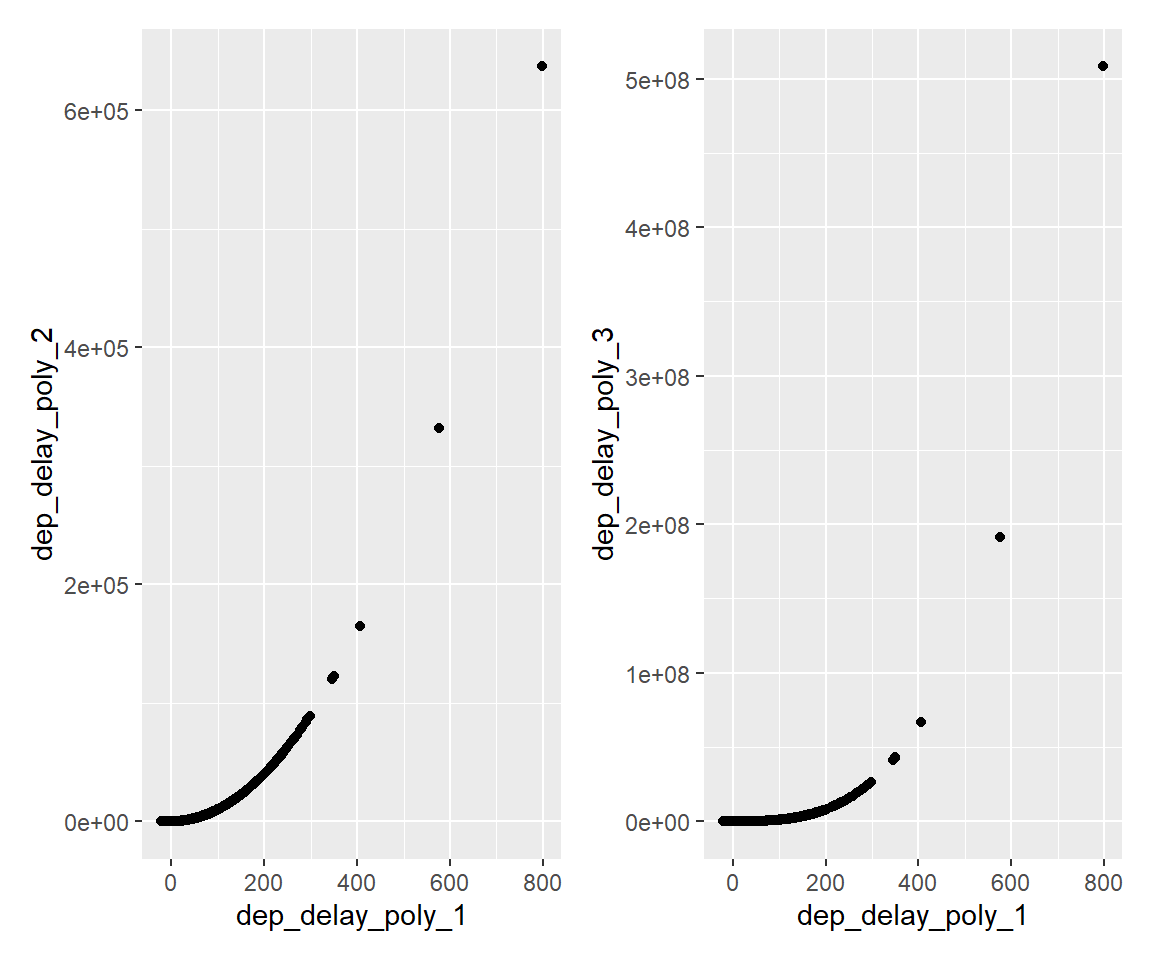 dep_delay_poly_2
6e+05
4e+05
2e+05
0e+00
0 200 400 600 800
dep_delay_poly_1
dep_delay_poly_3
5e+08
4e+08
3e+08
2e+08
1e+08
0e+00
0 200 400 600 800
dep_delay_poly_1